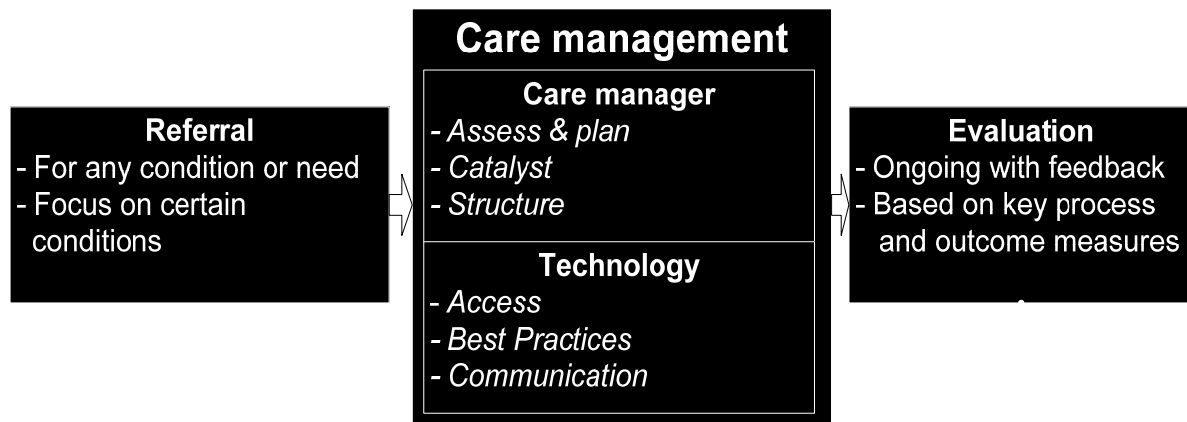 Care management
Referral
- For any condition or need
- Focus on certain
conditions
Care manager
- Assess & plan
- Catalyst
- Structure
Technology
- Access
- Best Practices
- Communication
Evaluation
- Ongoing with feedback
- Based on key process
and outcome measures